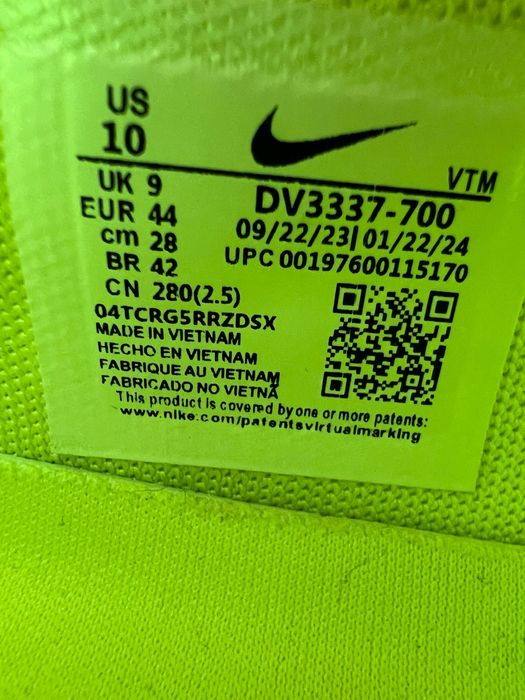 US
10
VTM
UK 9
EUR 44
cm 28
BR 42
CN 280(2.5)
DV3337-700
09/22/23| 01/22/24
UPC 00197600115170
04TCRG5RRZDSX
MADE IN VIETNAM
HECHO EN VIETNAM
FABRIQUE AU VIETNAM
FABRICADO NO VIETNÃ
This product is covered by one or more patents:
www.nike.com/patentsvirtualmarking